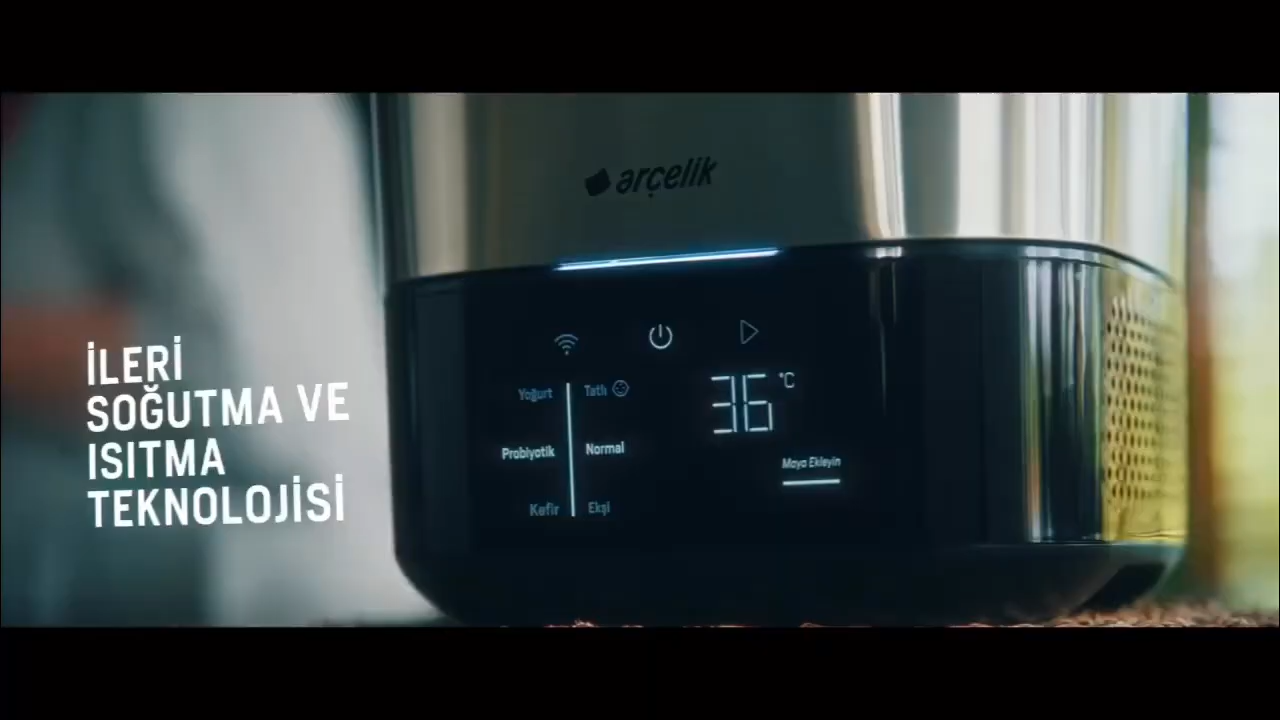 arçelik
İLERİ
SOĞUTMA VE
ISITMA
TEKNOLOJİSİ
Yoğurt
Tatlı
36 °C
Probiyotik
Normal
Maya Ekleyin
Kefir
Ekşi